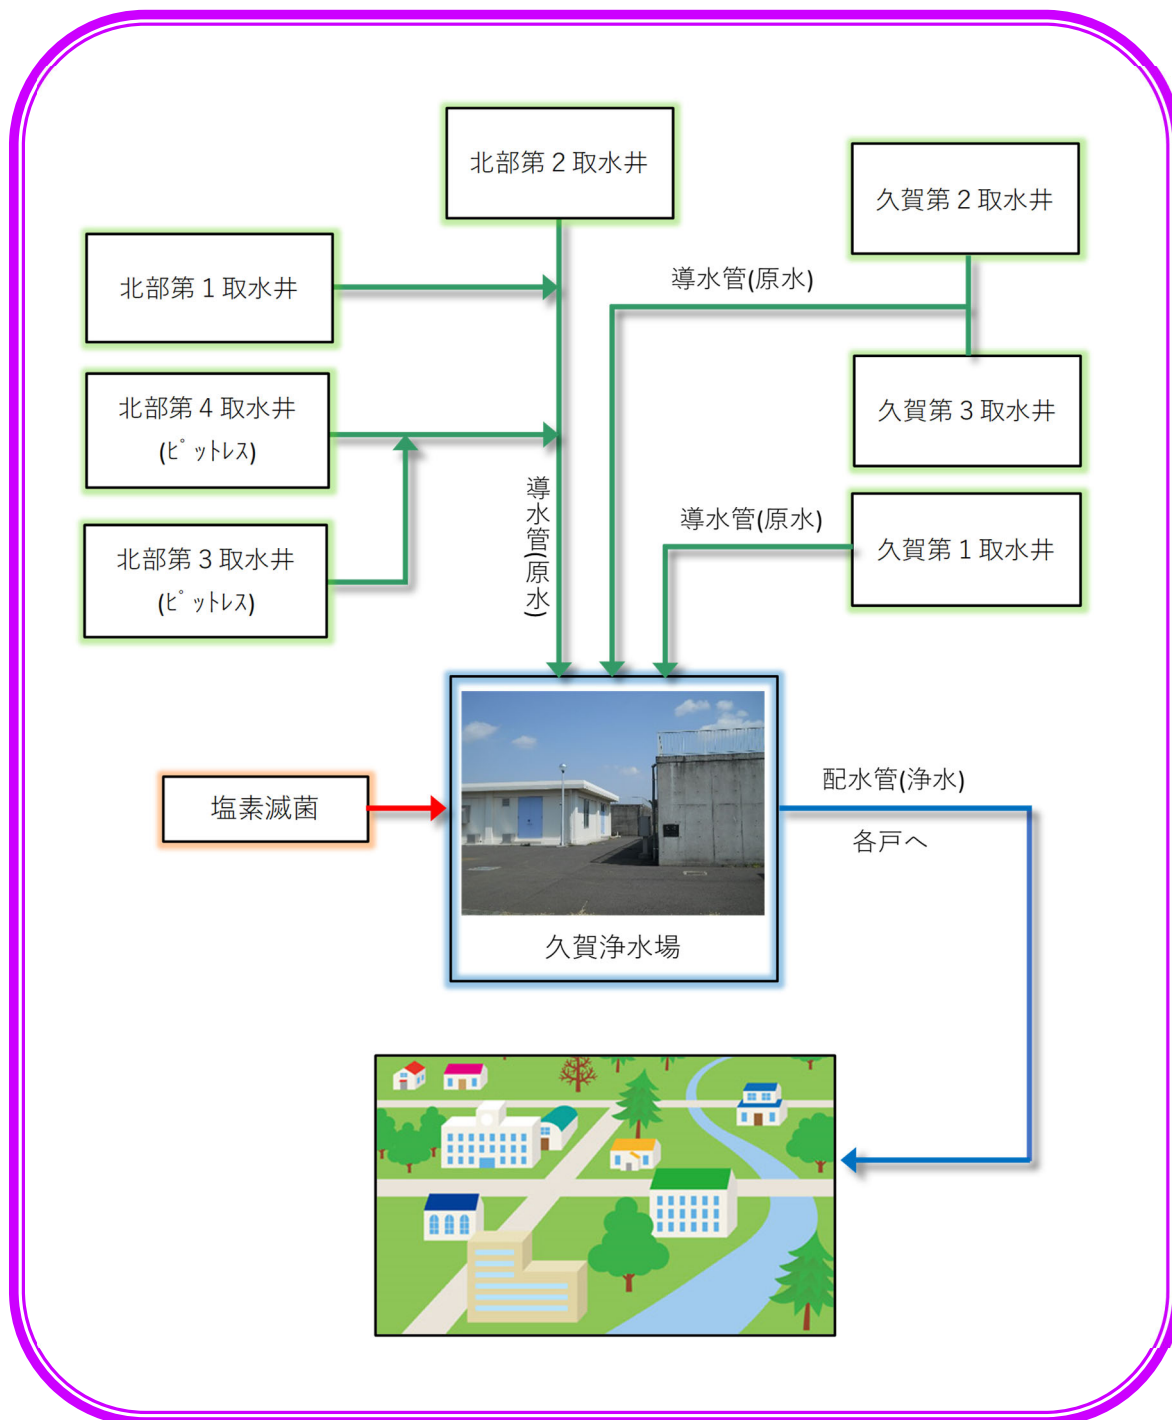 北部第２取水井
久賀第２取水井
北部第１取水井
導水管(原水)
北部第４取水井
(ﾋﾟｯﾄﾚｽ)
久賀第３取水井
導水管(原水)
導水管(原水)
久賀第１取水井
北部第３取水井
(ﾋﾟｯﾄﾚｽ)
塩素滅菌
配水管(浄水)
各戸へ
久賀浄水場